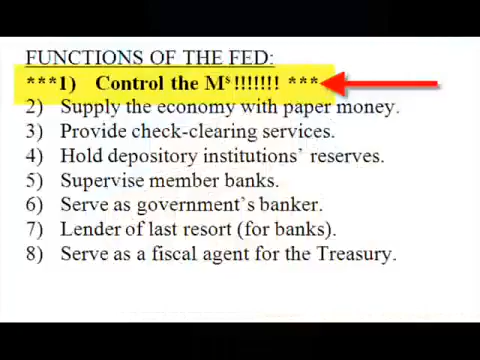 FUNCTIONS OF THE FED:
***1) Control the Mˢ !!!!!!! ***
2) Supply the economy with paper money.
3) Provide check-clearing services.
4) Hold depository institutions’ reserves.
5) Supervise member banks.
6) Serve as government’s banker.
7) Lender of last resort (for banks).
8) Serve as a fiscal agent for the Treasury.